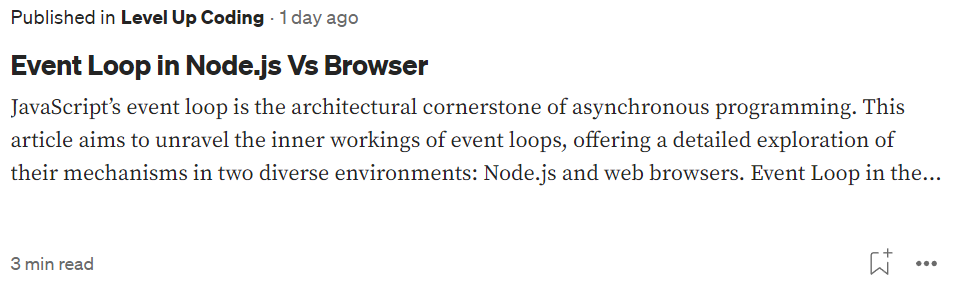 Published in Level Up Coding · 1 day ago
Event Loop in Node.js Vs Browser
JavaScript’s event loop is the architectural cornerstone of asynchronous programming. This
article aims to unravel the inner workings of event loops, offering a detailed exploration of
their mechanisms in two diverse environments: Node.js and web browsers. Event Loop in the…
3 min read